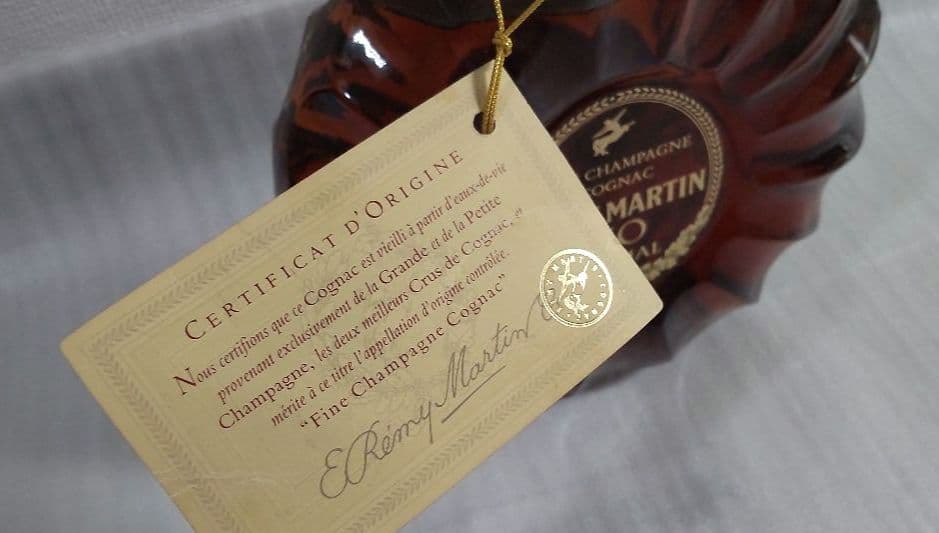 CERTIFICAT D'ORIGINE
Nous certifions que ce Cognac est vieilli à partir d'eaux-de-vie
provenant exclusivement de la Grande et de la Petite
Champagne, les deux meilleurs Crus de Cognac, et
mérite à ce titre l'appellation d'origine contrôlée.
"Fine Champagne Cognac"
E Rémy Martin
CHAMPAGNE
COGNAC
MARTIN